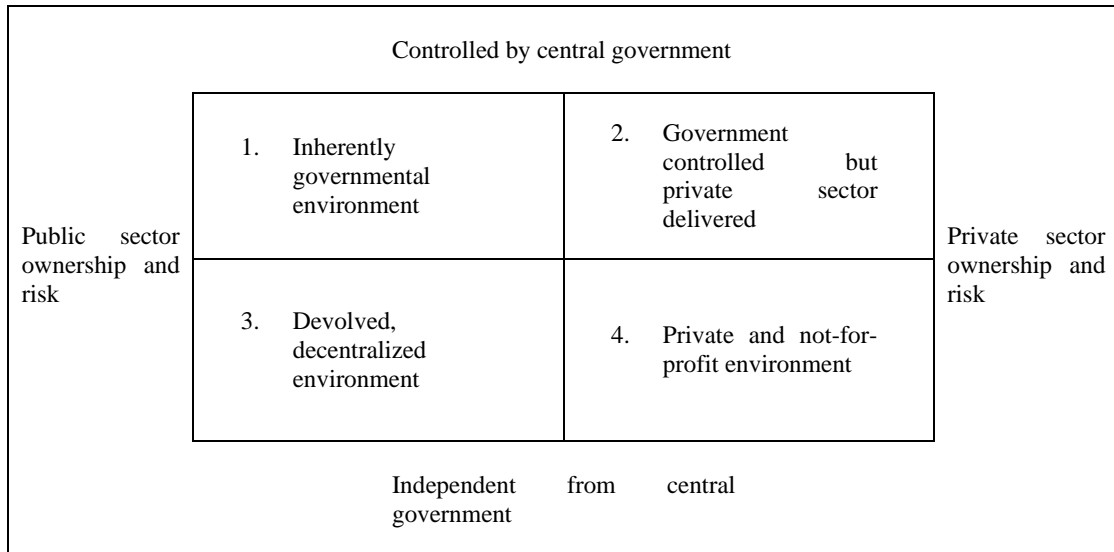 Controlled by central government
1. Inherently
governmental
environment
2. Government
controlled but
private sector
delivered
Public sector
ownership and
risk
Private sector
ownership and
risk
3. Devolved,
decentralized
environment
4. Private and not-for-
profit environment
Independent from central
government